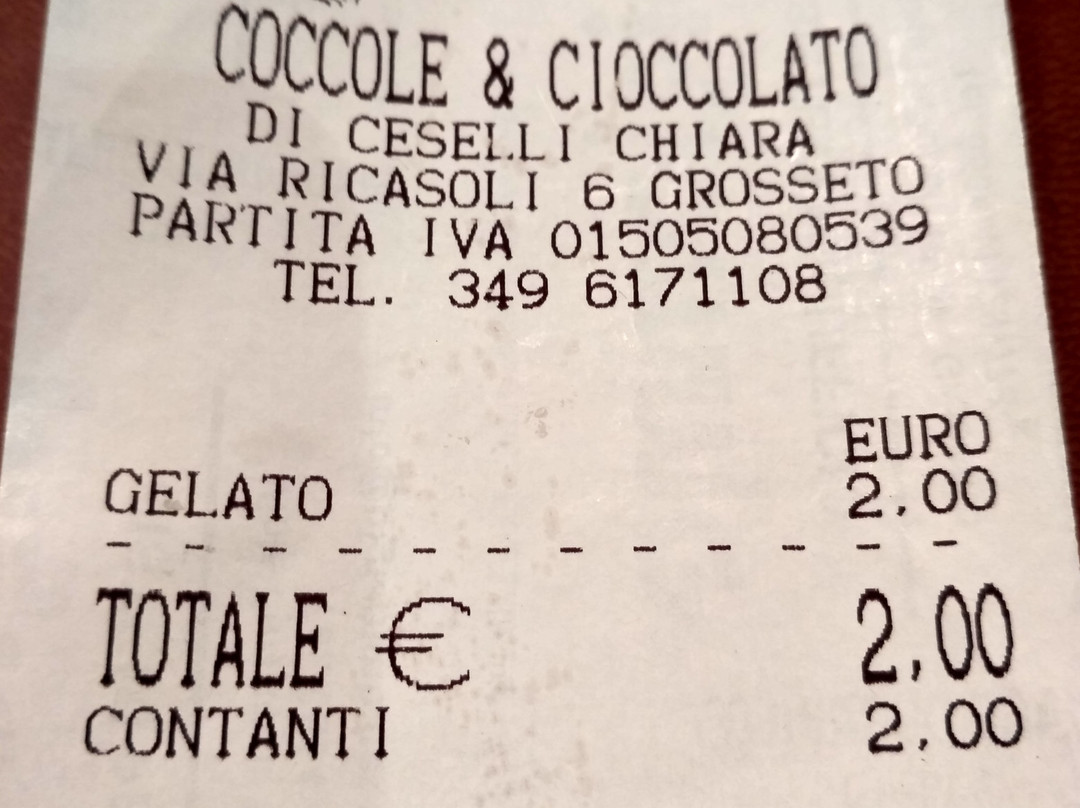 COCCOLE & CIOCCOLATO
DI CESELLI CHIARA
VIA RICASOLI 6 GROSSETO
PARTITA IVA 01505080539
TEL. 349 6171108
EURO
GELATO 2,00
- - - - - - - - - - - -
TOTALE € 2,00
CONTANTI 2,00